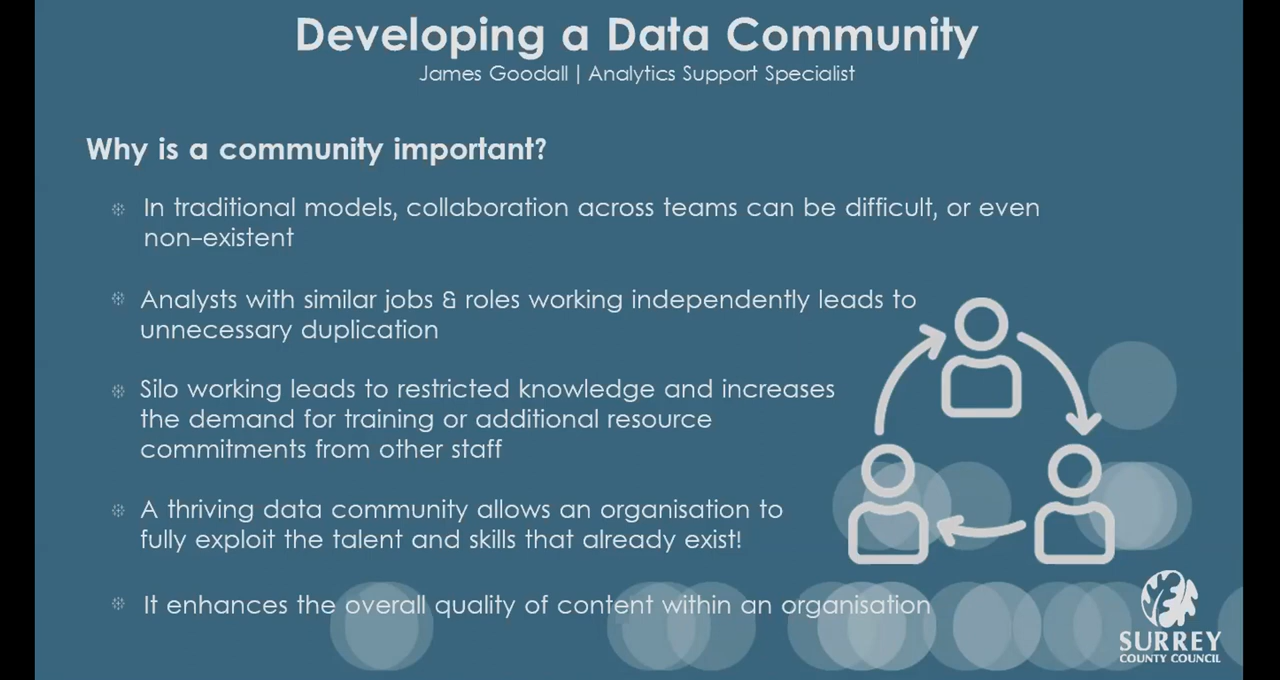 Developing a Data Community
James Goodall | Analytics Support Specialist
Why is a community important?
In traditional models, collaboration across teams can be difficult, or even
non-existent
Analysts with similar jobs & roles working independently leads to
unnecessary duplication
Silo working leads to restricted knowledge and increases
the demand for training or additional resource
commitments from other staff
A thriving data community allows an organisation to
fully exploit the talent and skills that already exist!
It enhances the overall quality of content within an organisation
SURREY
COUNTY COUNCIL